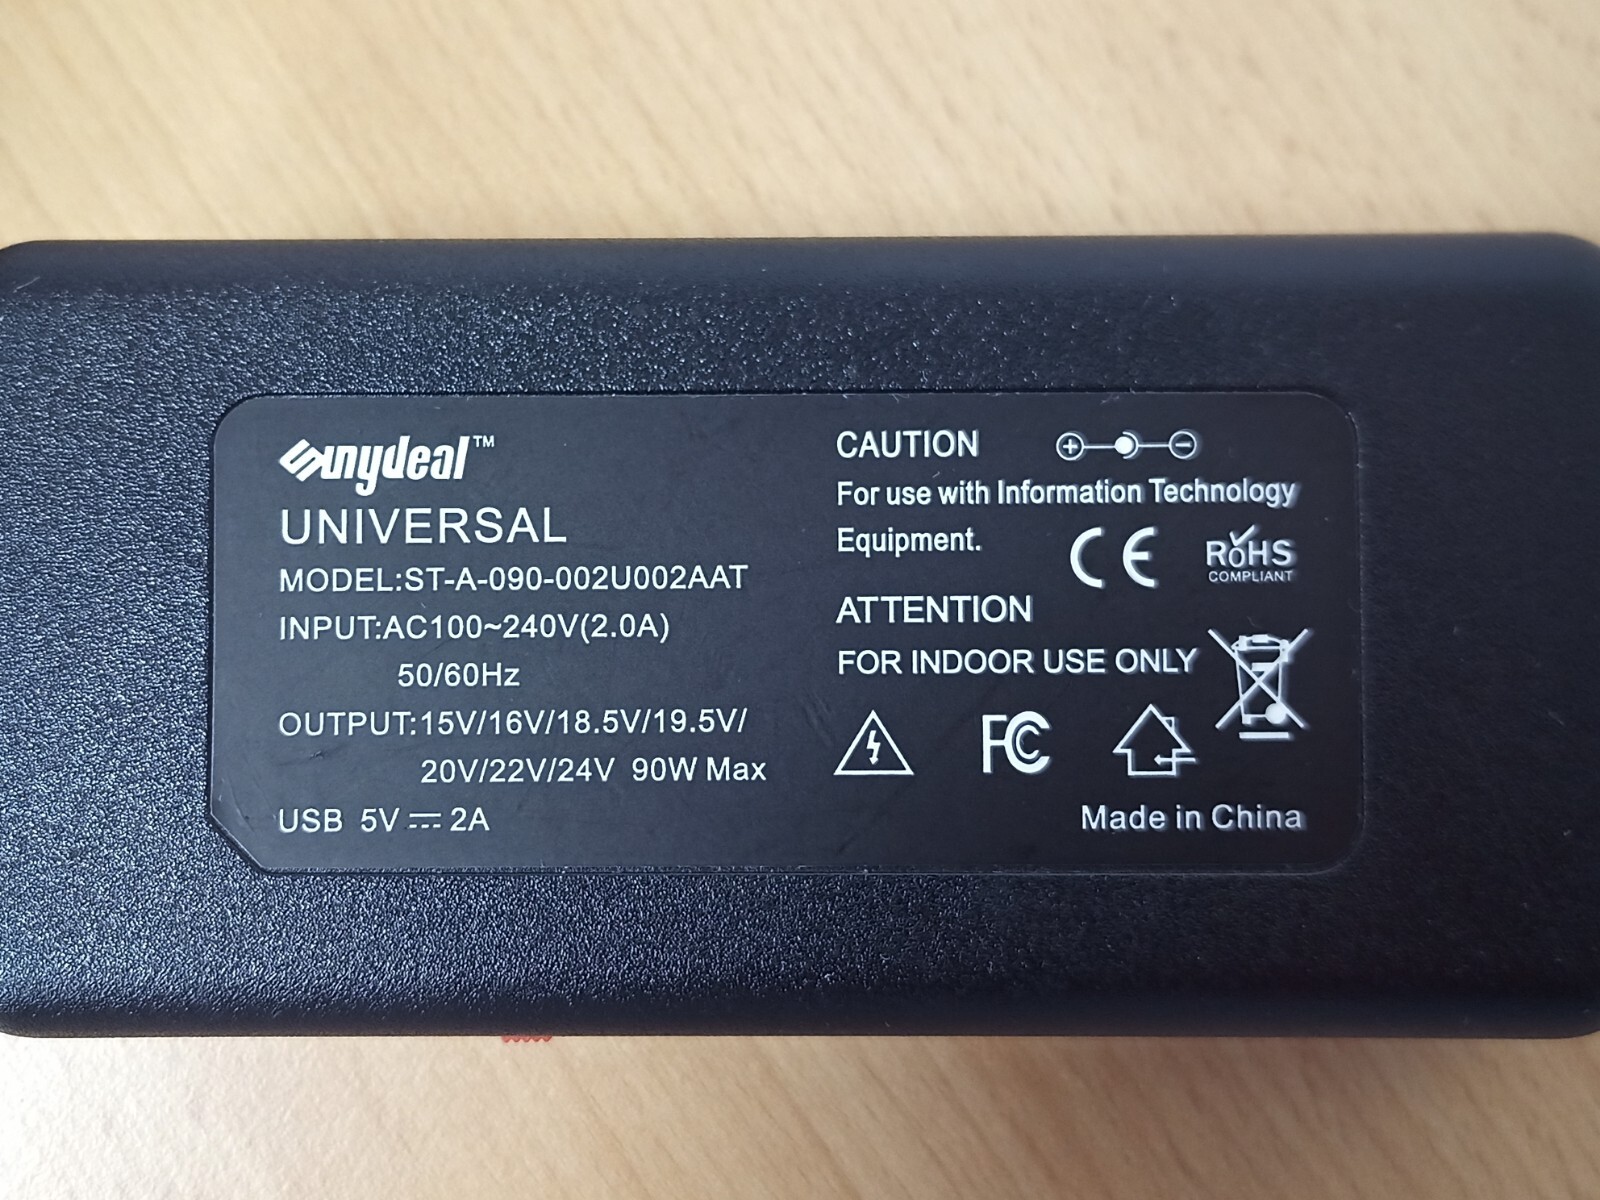 Sunydeal™
UNIVERSAL
MODEL:ST-A-090-002U002AAT
INPUT:AC100~240V(2.0A)
50/60Hz
OUTPUT:15V/16V/18.5V/19.5V/
20V/22V/24V 90W Max
USB 5V ⎓ 2A
CAUTION
For use with Information Technology
Equipment.
CE
RoHS
COMPLIANT
ATTENTION
FOR INDOOR USE ONLY
FC
Made in China